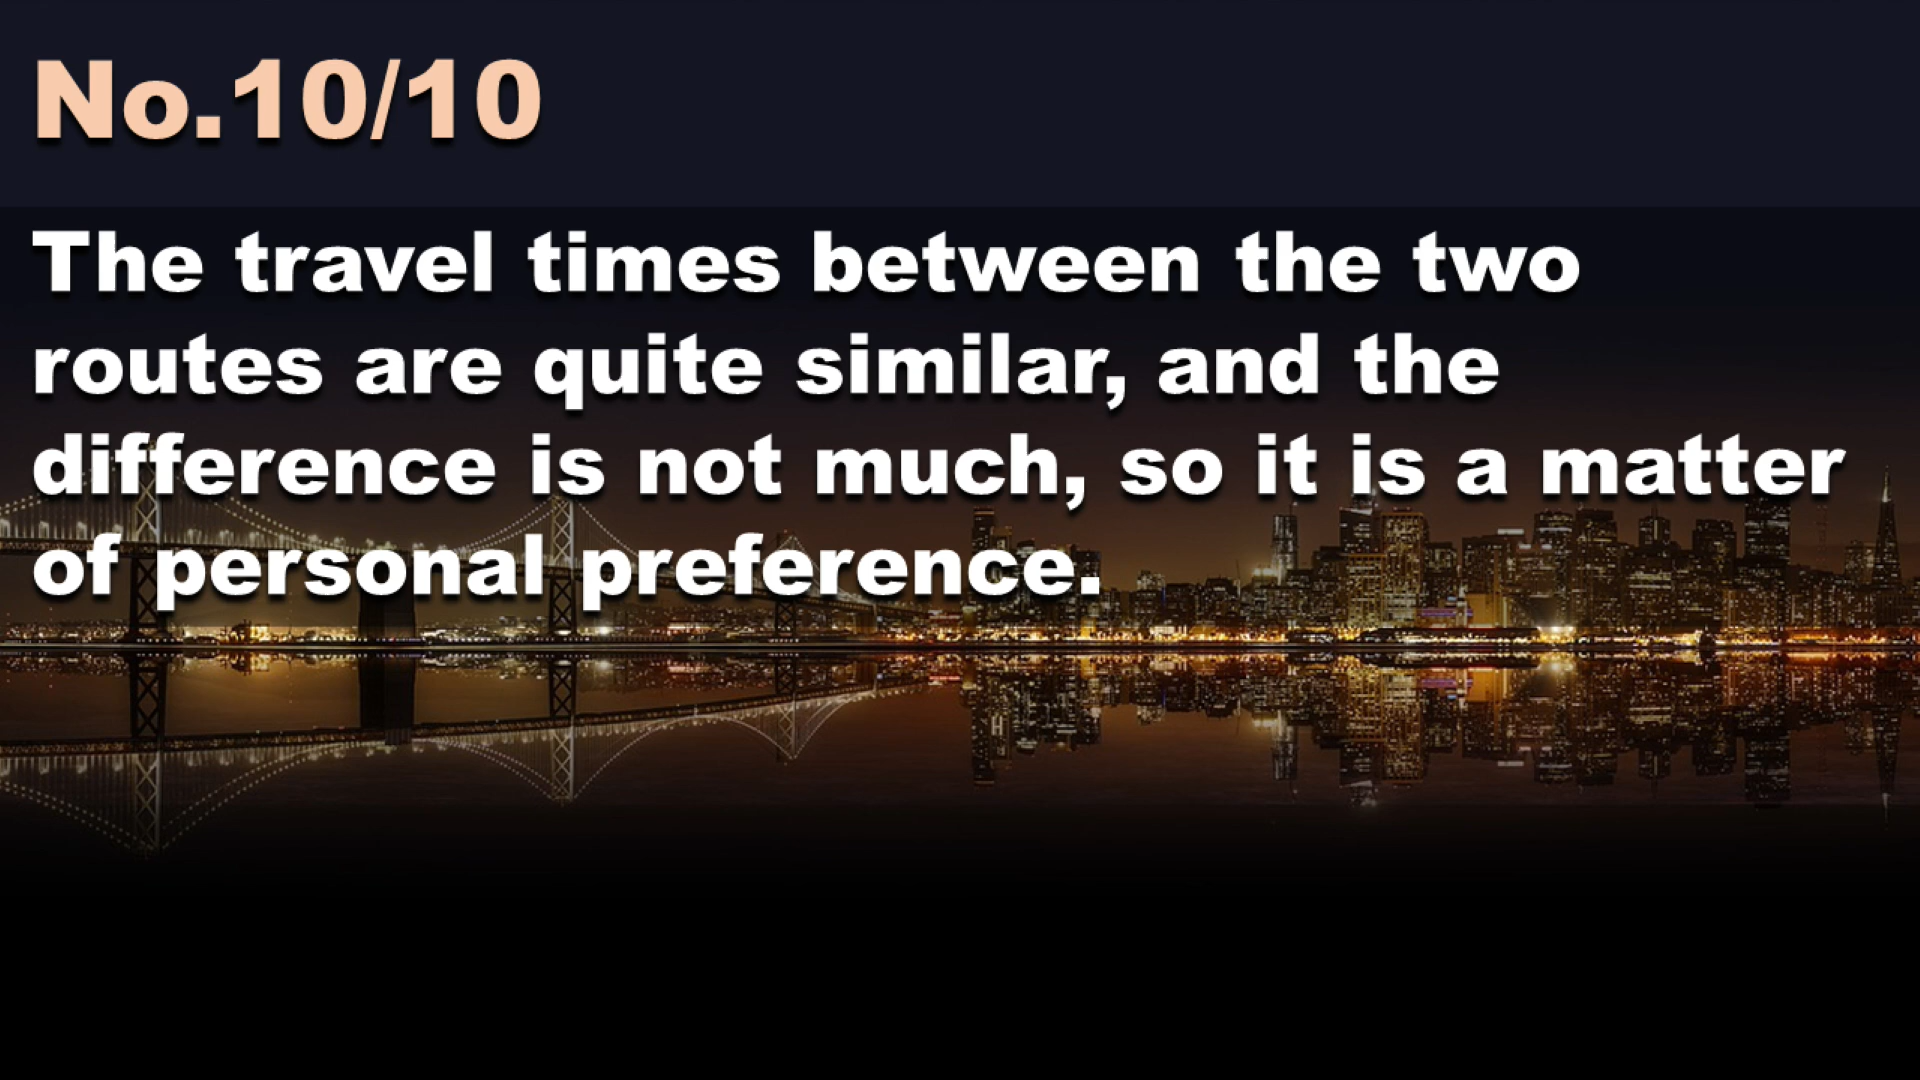 No.10/10
The travel times between the two
routes are quite similar, and the
difference is not much, so it is a matter
of personal preference.